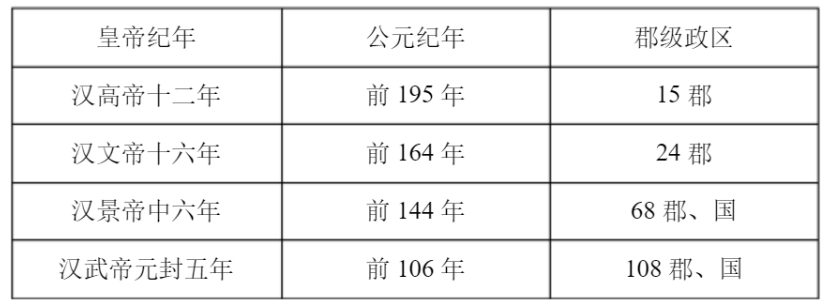 皇帝纪年 公元纪年 郡级政区
汉高帝十二年 前 195 年 15 郡
汉文帝十六年 前 164 年 24 郡
汉景帝中六年 前 144 年 68 郡、国
汉武帝元封五年 前 106 年 108 郡、国